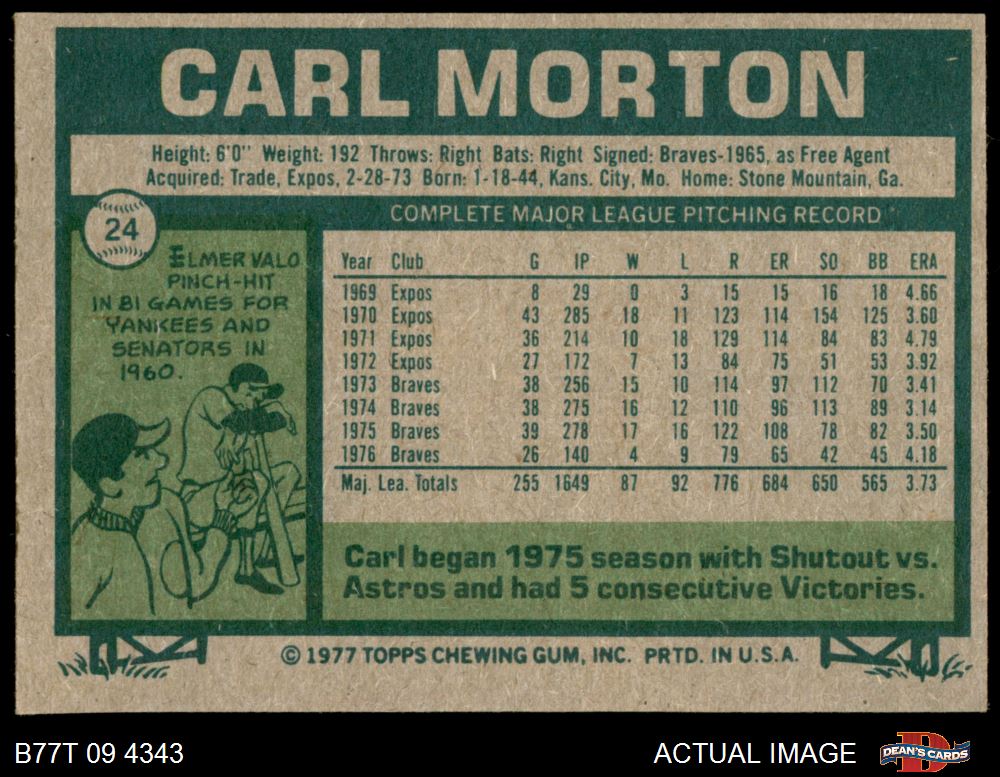 CARL MORTON
Height: 6'0" Weight: 192 Throws: Right Bats: Right Signed: Braves-1965, as Free Agent
Acquired: Trade, Expos, 2-28-73 Born: 1-18-44, Kans. City, Mo. Home: Stone Mountain, Ga.
24
ELMER VALO
PINCH-HIT
IN 81 GAMES FOR
YANKEES AND
SENATORS IN
1960.
COMPLETE MAJOR LEAGUE PITCHING RECORD
Year Club G IP W L R ER SO BB ERA
1969 Expos 8 29 0 3 15 15 16 18 4.66
1970 Expos 43 285 18 11 123 114 154 125 3.60
1971 Expos 36 214 10 18 129 114 84 83 4.79
1972 Expos 27 172 7 13 84 75 51 53 3.92
1973 Braves 38 256 15 10 114 97 112 70 3.41
1974 Braves 38 275 16 12 110 96 113 89 3.14
1975 Braves 39 278 17 16 122 108 78 82 3.50
1976 Braves 26 140 4 9 79 65 42 45 4.18
Maj. Lea. Totals 255 1649 87 92 776 684 650 565 3.73
Carl began 1975 season with Shutout vs.
Astros and had 5 consecutive Victories.
© 1977 TOPPS CHEWING GUM, INC. PRTD. IN U.S.A.
B77T 09 4343
ACTUAL IMAGE
D
DEAN'S CARDS